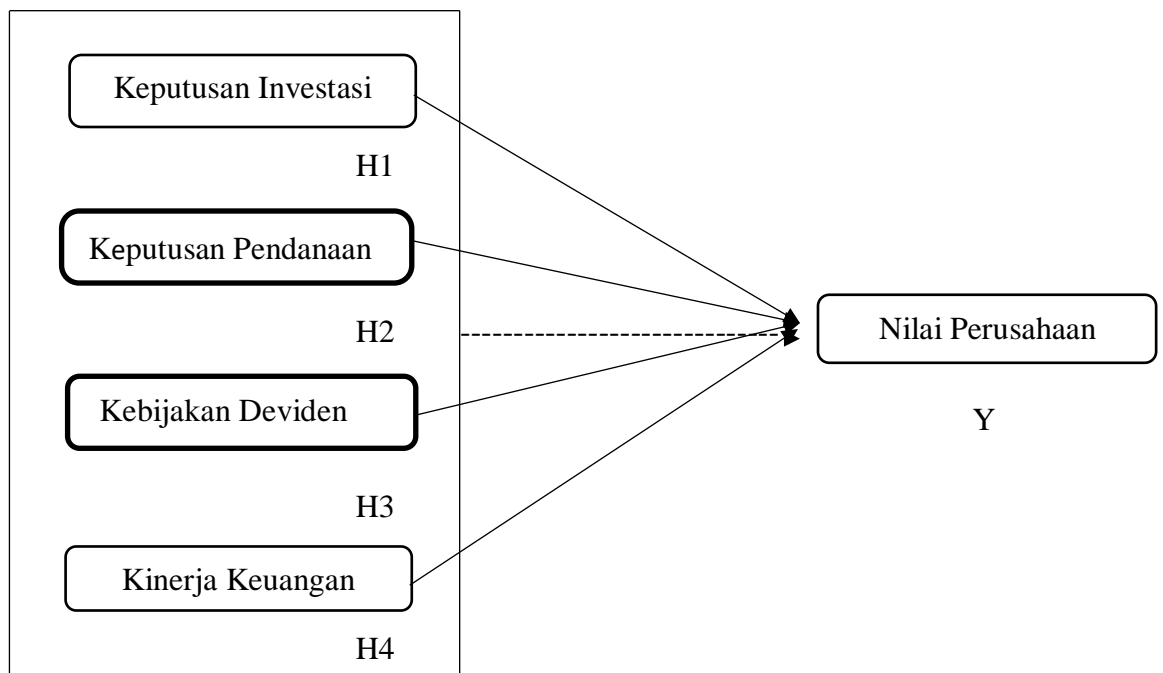 Keputusan Investasi
H1
Keputusan Pendanaan
H2
Kebijakan Deviden
H3
Kinerja Keuangan
H4
Nilai Perusahaan
Y